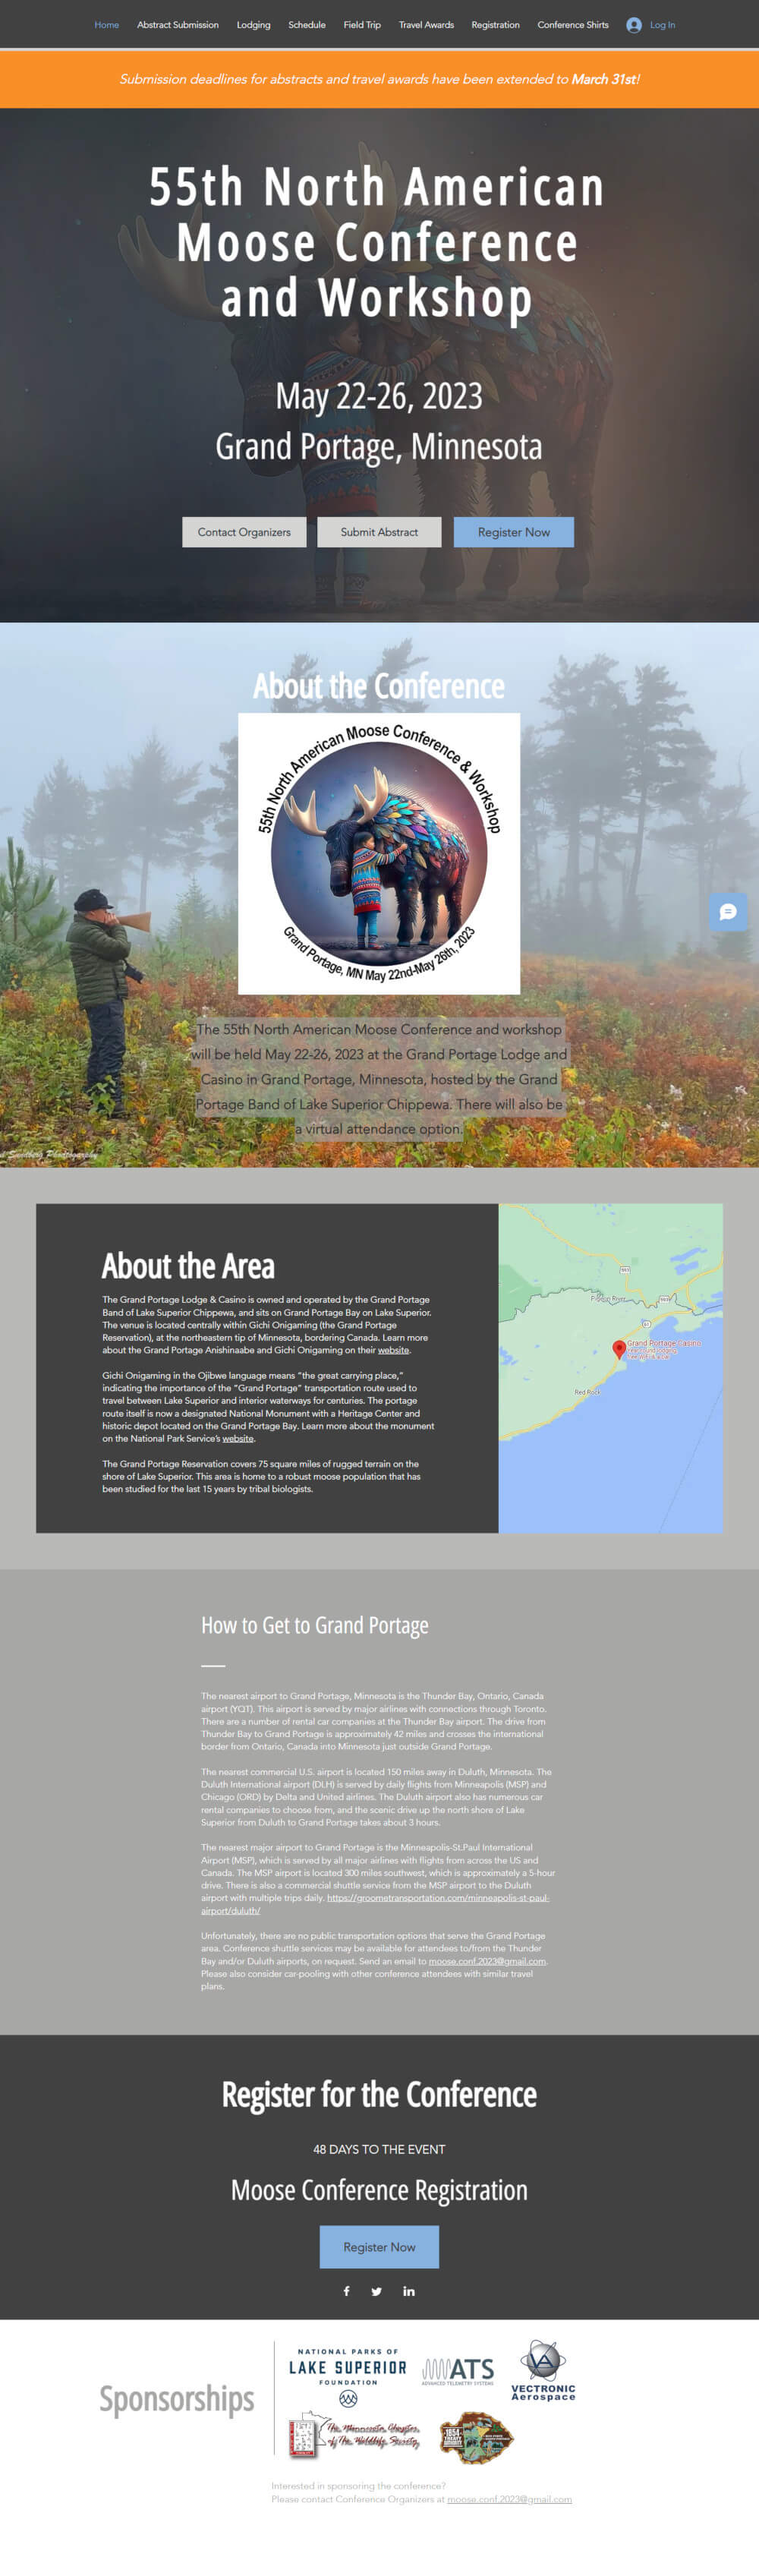 Home Abstract Submission Lodging Schedule Field Trip Travel Awards Registration Conference Shirts Log In
Submission deadlines for abstracts and travel awards have been extended to March 31st!
55th North American
Moose Conference
and Workshop
May 22-26, 2023
Grand Portage, Minnesota
Contact Organizers Submit Abstract Register Now
About the Conference
55th North American Moose Conference & Workshop
Grand Portage, MN May 22nd-May 26th, 2023
The 55th North American Moose Conference and workshop
will be held May 22-26, 2023 at the Grand Portage Lodge and
Casino in Grand Portage, Minnesota, hosted by the Grand
Portage Band of Lake Superior Chippewa. There will also be
a virtual attendance option.
Sandberg Photography
About the Area
The Grand Portage Lodge & Casino is owned and operated by the Grand Portage
Band of Lake Superior Chippewa, and sits on Grand Portage Bay on Lake Superior.
The venue is located centrally within Gichi Onigaming (the Grand Portage
Reservation), at the northeastern tip of Minnesota, bordering Canada. Learn more
about the Grand Portage Anishinaabe and Gichi Onigaming on their website.
Gichi Onigaming in the Ojibwe language means "the great carrying place,"
indicating the importance of the "Grand Portage" transportation route used to
travel between Lake Superior and interior waterways for centuries. The portage
route itself is now a designated National Monument with a Heritage Center and
historic depot located on the Grand Portage Bay. Learn more about the monument
on the National Park Service's website.
The Grand Portage Reservation covers 75 square miles of rugged terrain on the
shore of Lake Superior. This area is home to a robust moose population that has
been studied for the last 15 years by tribal biologists.
Pigeon River
61
Grand Portage Casino
Red Rock
How to Get to Grand Portage
The nearest airport to Grand Portage, Minnesota is the Thunder Bay, Ontario, Canada
airport (YQT). This airport is served by major airlines with connections through Toronto.
There are a number of rental car companies at the Thunder Bay airport. The drive from
Thunder Bay to Grand Portage is approximately 42 miles and crosses the international
border from Ontario, Canada into Minnesota just outside Grand Portage.
The nearest commercial U.S. airport is located 150 miles away in Duluth, Minnesota. The
Duluth International airport (DLH) is served by daily flights from Minneapolis (MSP) and
Chicago (ORD) by Delta and United airlines. The Duluth airport also has numerous car
rental companies to choose from, and the scenic drive up the north shore of Lake
Superior from Duluth to Grand Portage takes about 3 hours.
The nearest major airport to Grand Portage is the Minneapolis-St.Paul International
Airport (MSP), which is served by all major airlines with flights from across the US and
Canada. The MSP airport is located 300 miles southwest, which is approximately a 5-hour
drive. There is also a commercial shuttle service from the MSP airport to the Duluth
airport with multiple trips daily. https://groometransportation.com/minneapolis-st-paul-
airport/duluth/
Unfortunately, there are no public transportation options that serve the Grand Portage
area. Conference shuttle services may be available for attendees to/from the Thunder
Bay and/or Duluth airports, on request. Send an email to moose.conf.2023@gmail.com.
Please also consider car-pooling with other conference attendees with similar travel
plans.
Register for the Conference
48 DAYS TO THE EVENT
Moose Conference Registration
Register Now
Sponsorships
NATIONAL PARKS OF
LAKE SUPERIOR
FOUNDATION
ATS
ADVANCED TELEMETRY SYSTEMS
VA
VECTRONIC
Aerospace
The Minnesota Chapter
of The Wildlife Society
1854
TREATY
Interested in sponsoring the conference?
Please contact Conference Organizers at moose.conf.2023@gmail.com